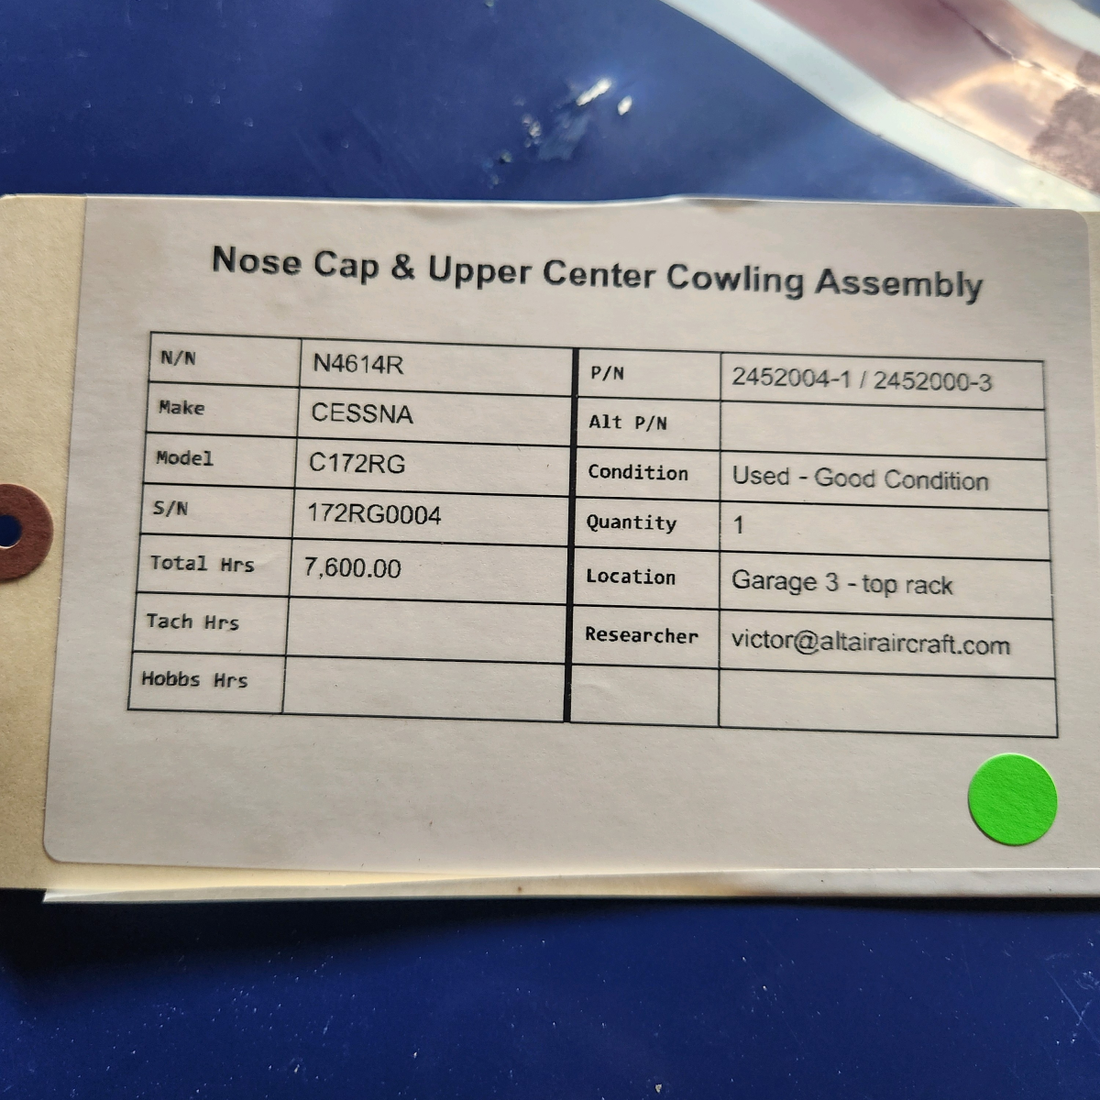 Nose Cap & Upper Center Cowling Assembly
N/N N4614R P/N 2452004-1 / 2452000-3
Make CESSNA Alt P/N
Model C172RG Condition Used - Good Condition
S/N 172RG0004 Quantity 1
Total Hrs 7,600.00 Location Garage 3 - top rack
Tach Hrs Researcher victor@altairaircraft.com
Hobbs Hrs